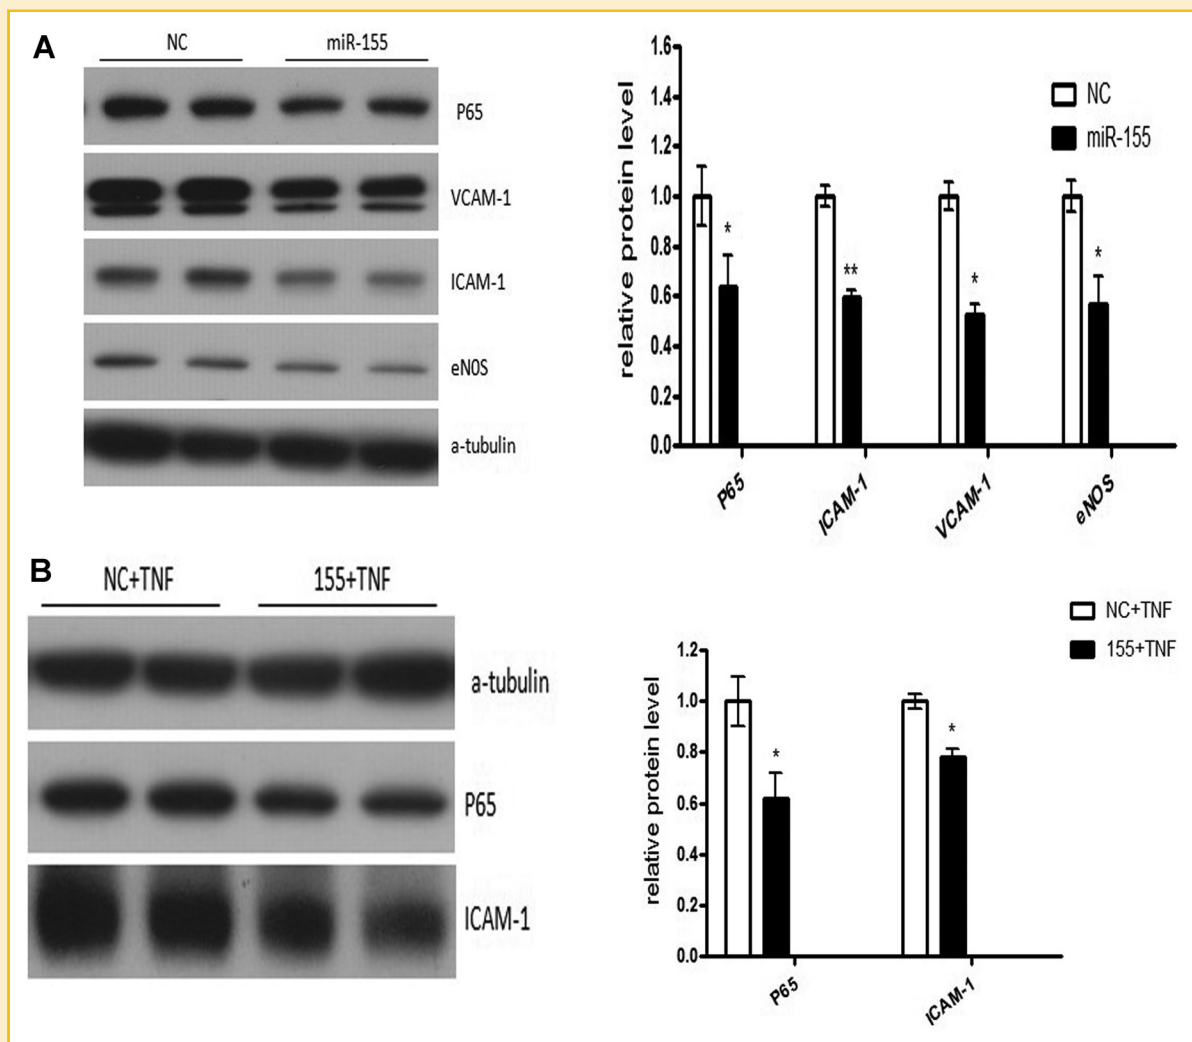 A
NC
miR-155
P65
VCAM-1
ICAM-1
eNOS
a-tubulin
relative protein level
1.6
1.4
1.2
1.0
0.8
0.6
0.4
0.2
0.0
NC
miR-155
*
**
*
*
P65
ICAM-1
VCAM-1
eNOS
B
NC+TNF
155+TNF
a-tubulin
P65
ICAM-1
relative protein level
1.2
1.0
0.8
0.6
0.4
0.2
0.0
NC+TNF
155+TNF
*
*
P65
ICAM-1